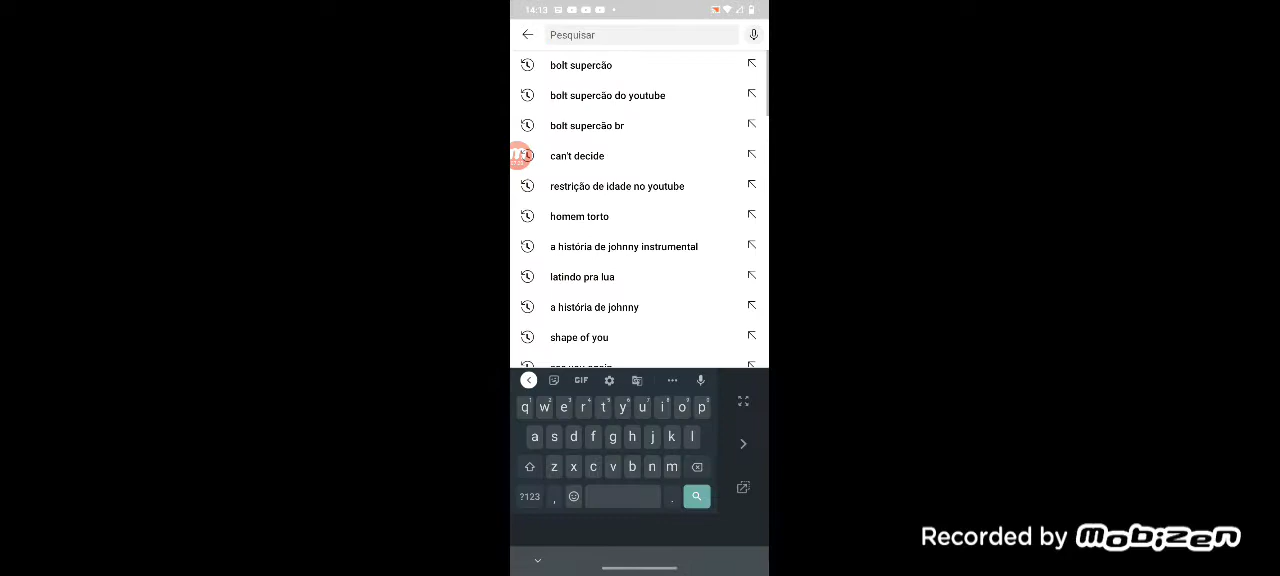 14:13
Pesquisar
bolt supercão
bolt supercão do youtube
bolt supercão br
can't decide
restrição de idade no youtube
homem torto
a história de johnny instrumental
latindo pra lua
a história de johnny
shape of you
GIF
q w e r t y u i o p
a s d f g h j k l
z x c v b n m
?123 , .
Recorded by mobizen